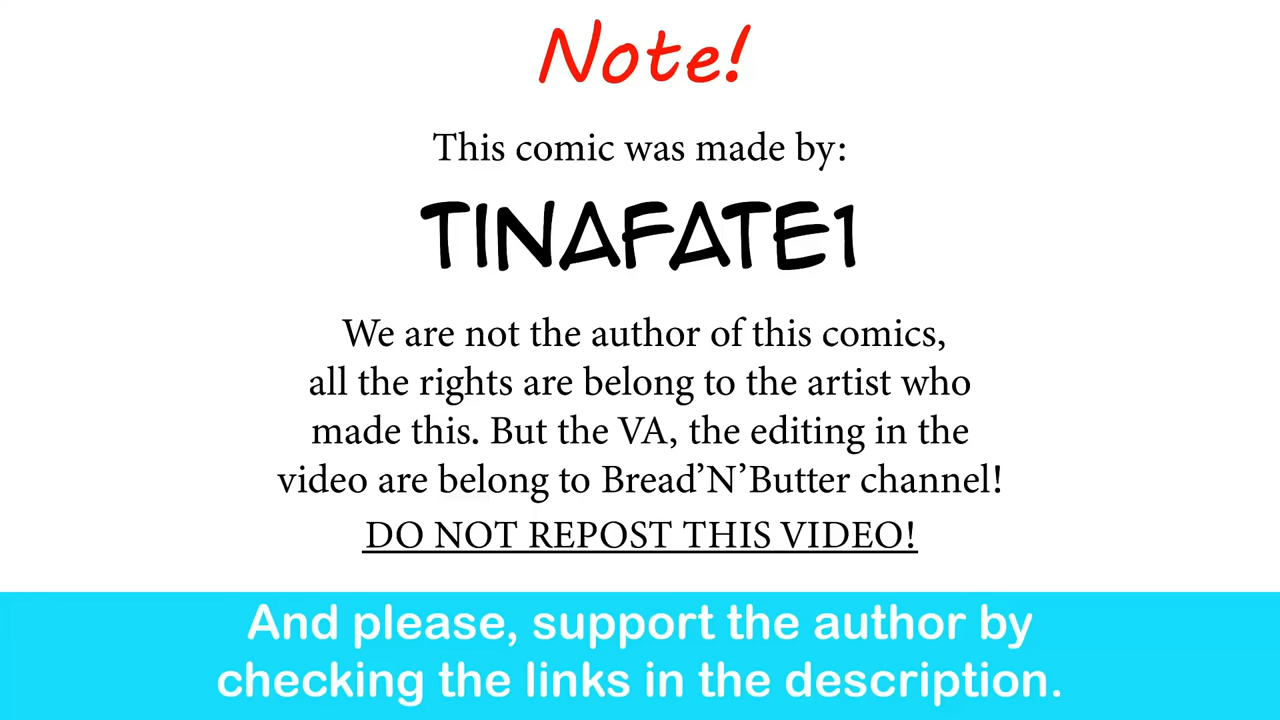 Note!
This comic was made by:
TINAFATE1
We are not the author of this comics,
all the rights are belong to the artist who
made this. But the VA, the editing in the
video are belong to Bread’N’Butter channel!
DO NOT REPOST THIS VIDEO!
And please, support the author by
checking the links in the description.